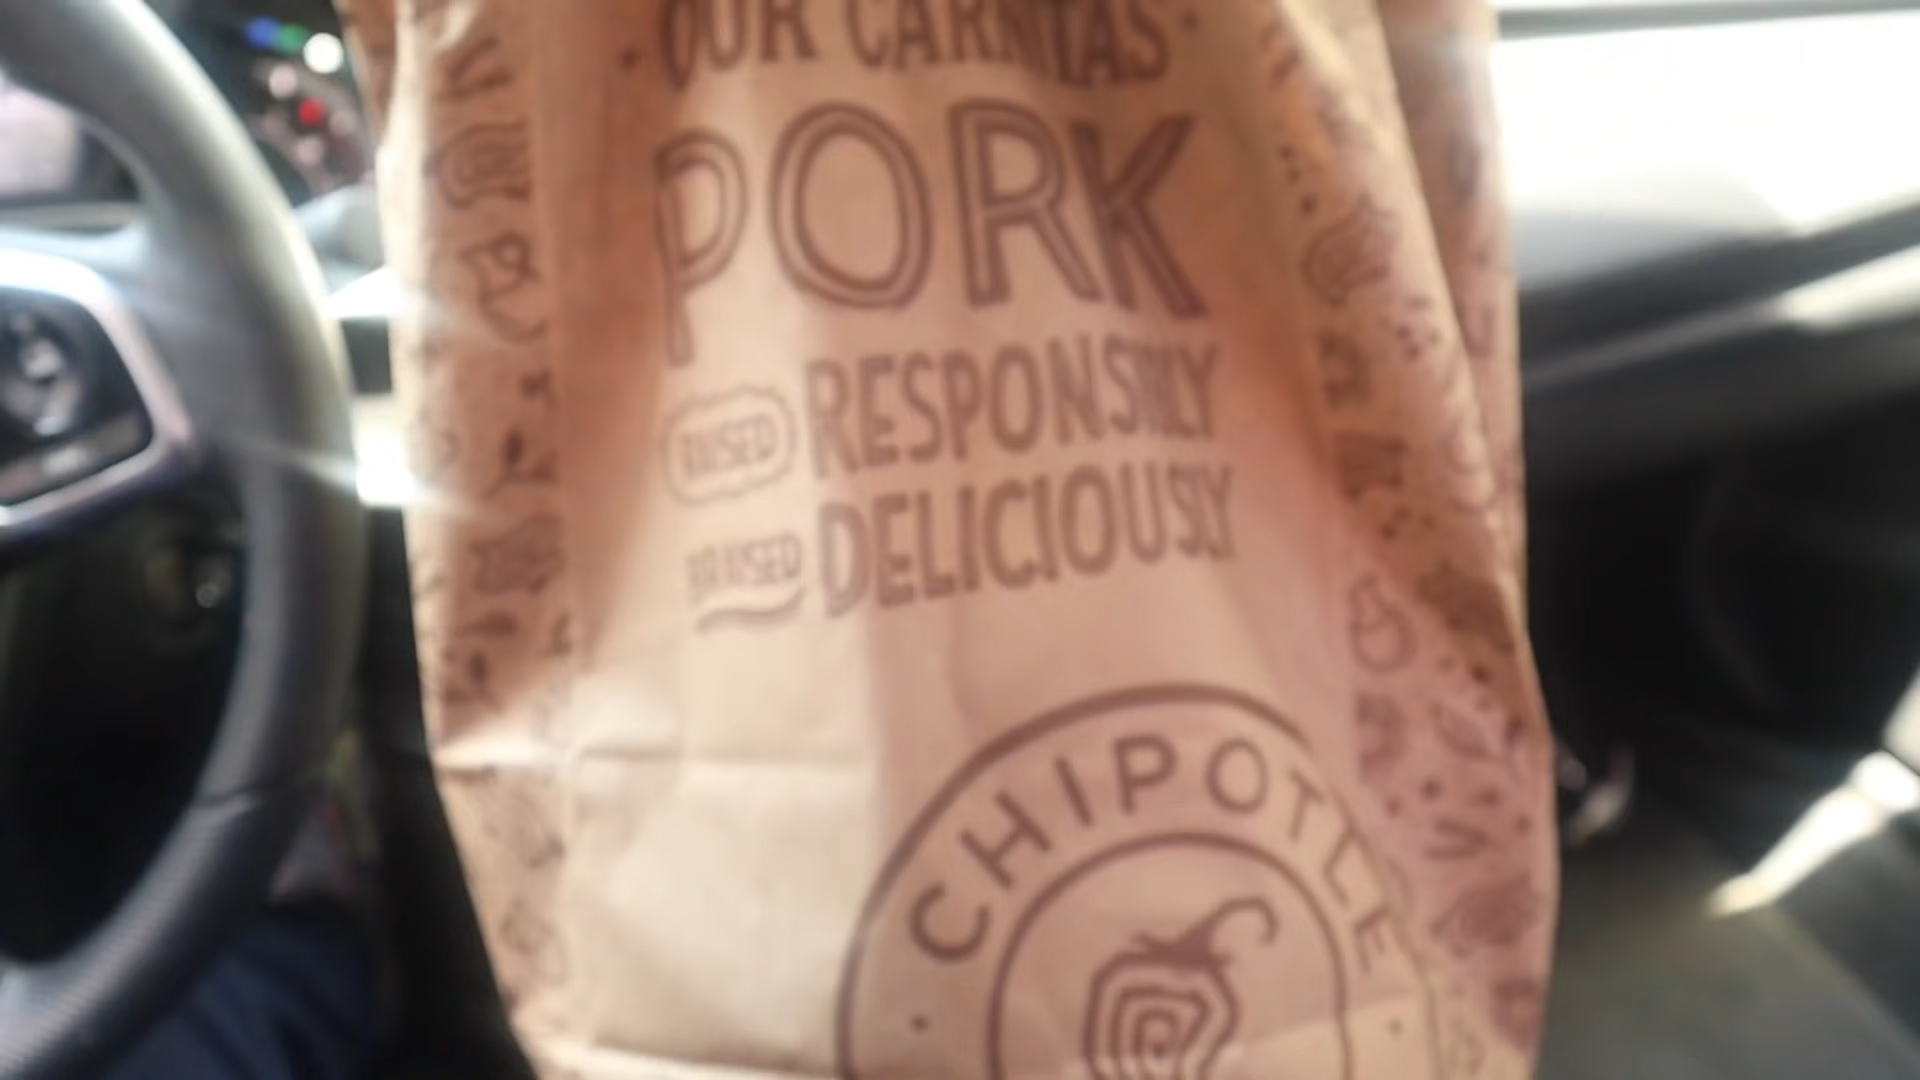 · OUR CARNITAS ·
PORK
RAISED RESPONSIBLY
BRAISED DELICIOUSLY
CHIPOTLE